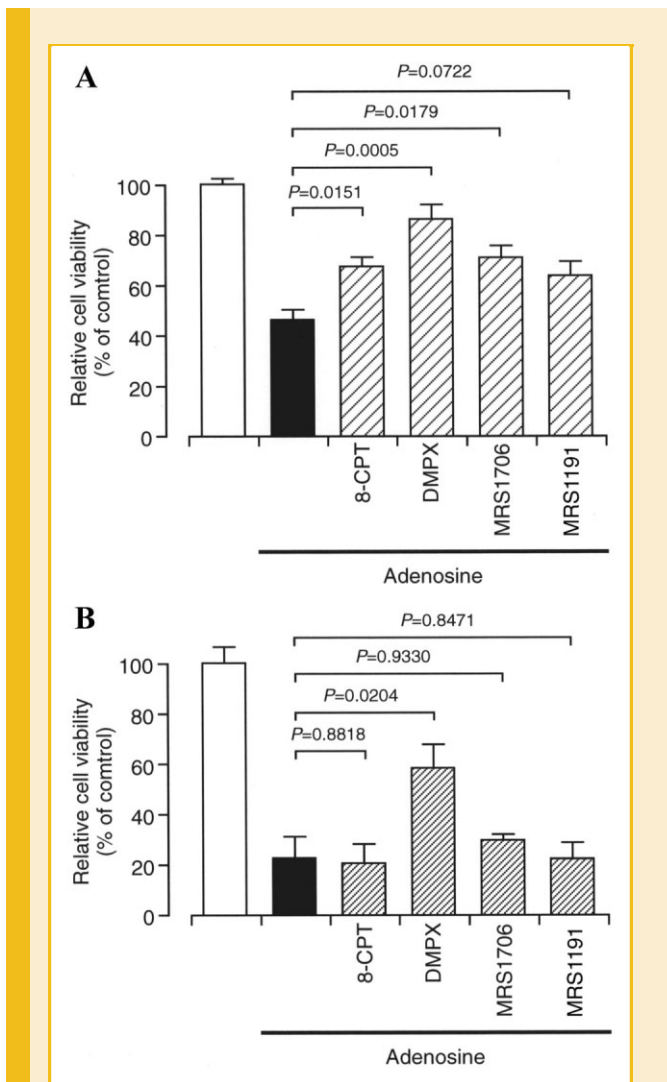 A
P=0.0722
P=0.0179
P=0.0005
P=0.0151
100
80
60
40
20
0
Relative cell viability
(% of comtrol)
8-CPT
DMPX
MRS1706
MRS1191
Adenosine
B
P=0.8471
P=0.9330
P=0.0204
P=0.8818
100
80
60
40
20
0
Relative cell viability
(% of comtrol)
8-CPT
DMPX
MRS1706
MRS1191
Adenosine